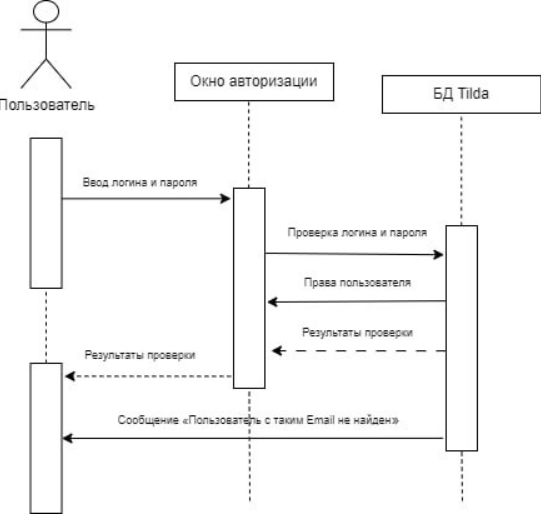 Пользователь
Окно авторизации
БД Tilda
Ввод логина и пароля
Проверка логина и пароля
Права пользователя
Результаты проверки
Результаты проверки
Сообщение «Пользователь с таким Email не найден»